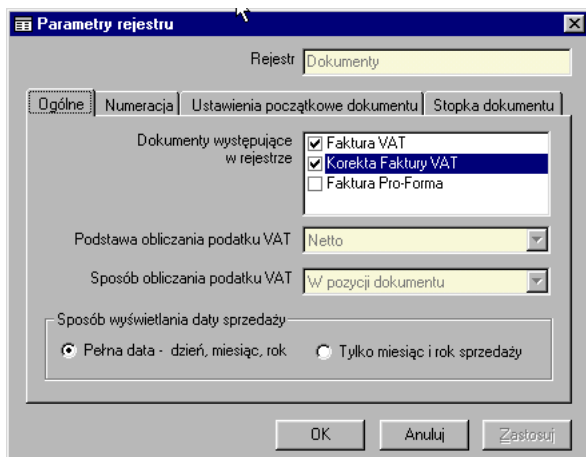 Parametry rejestru
Rejestr Dokumenty
Ogólne Numeracja Ustawienia początkowe dokumentu Stopka dokumentu
Dokumenty występujące
w rejestrze
Faktura VAT
Korekta Faktury VAT
Faktura Pro-Forma
Podstawa obliczania podatku VAT Netto
Sposób obliczania podatku VAT W pozycji dokumentu
Sposób wyświetlania daty sprzedaży
Pełna data - dzień, miesiąc, rok Tylko miesiąc i rok sprzedaży
OK Anuluj Zastosuj